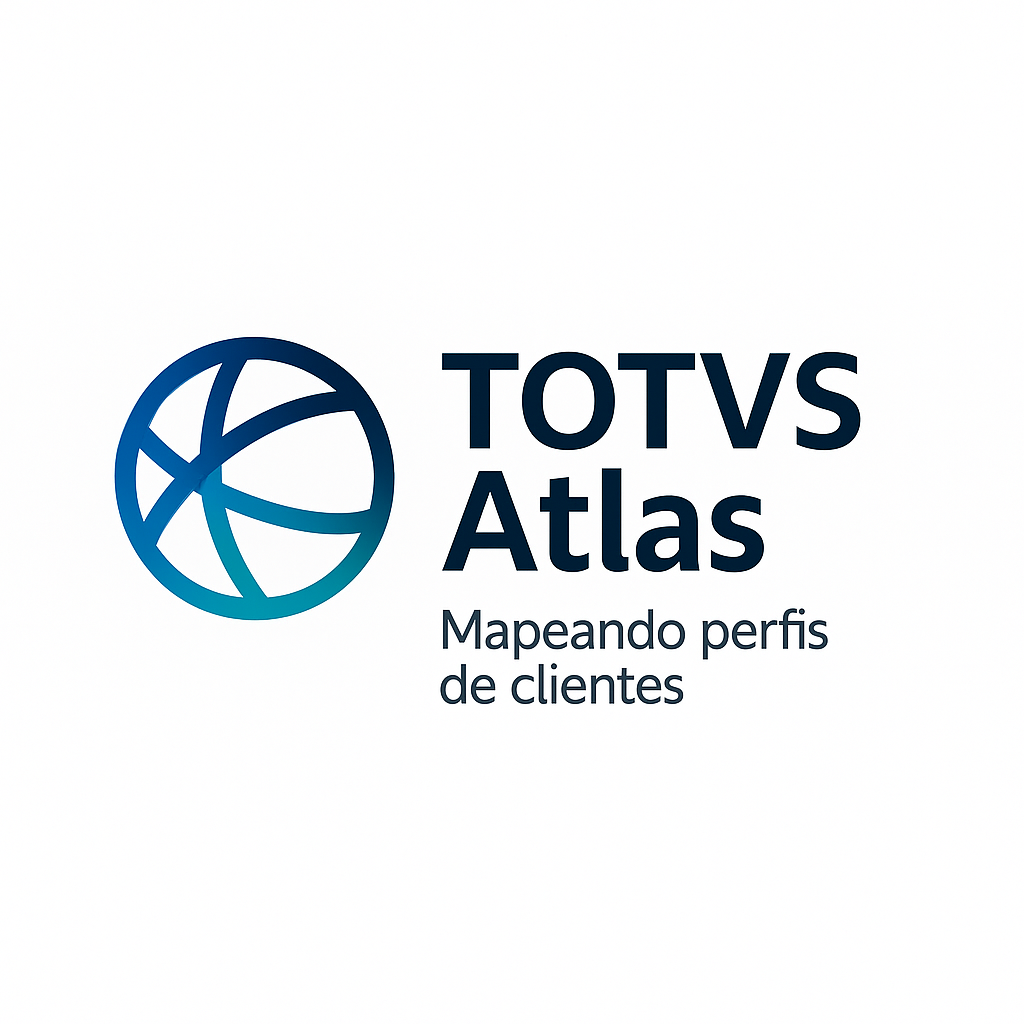 TOTVS
Atlas
Mapeando perfis
de clientes